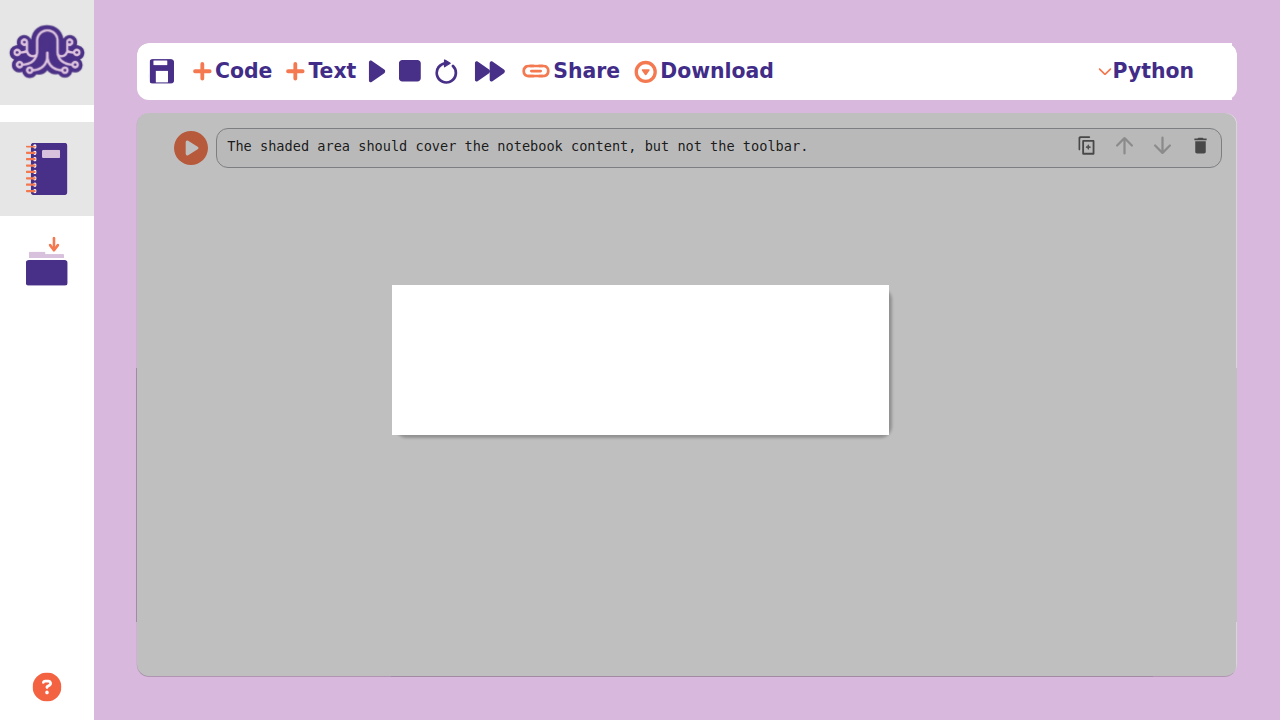 Code Text Share Download Python
The shaded area should cover the notebook content, but not the toolbar.
?